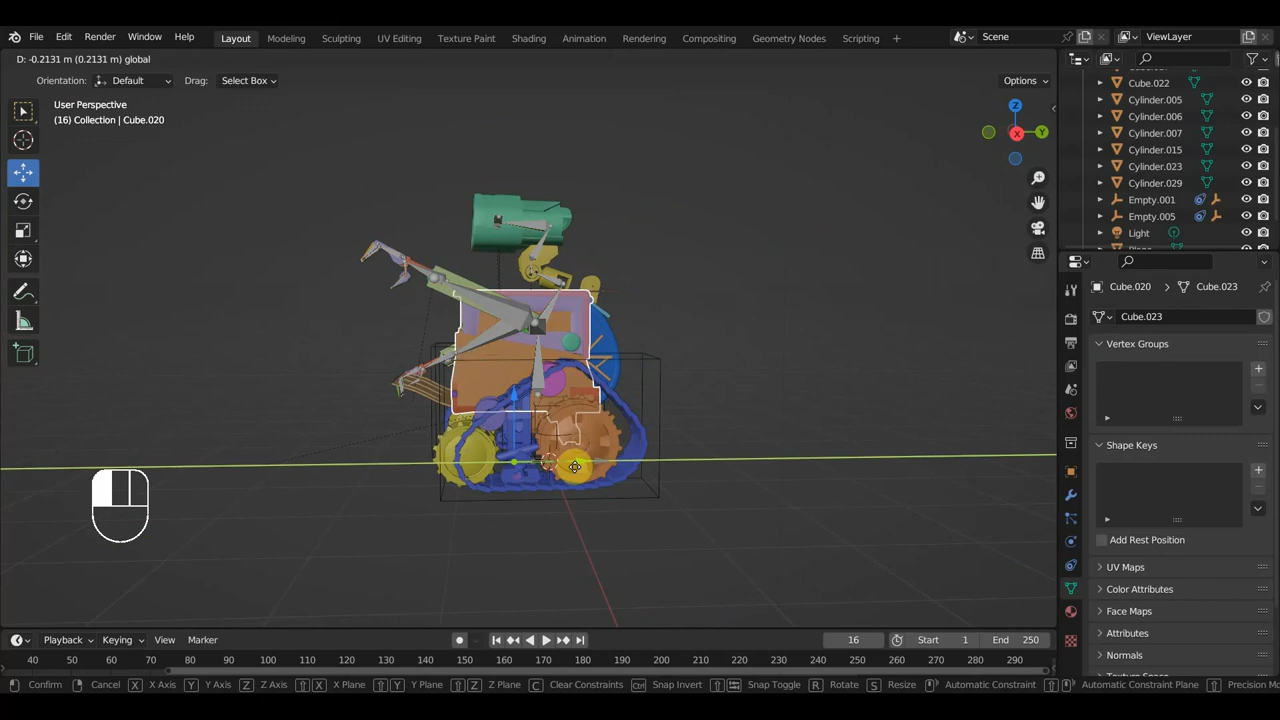 File Edit Render Window Help Layout Modeling Sculpting UV Editing Texture Paint Shading Animation Rendering Compositing Geometry Nodes Scripting + Scene ViewLayer
D: -0.2131 m (0.2131 m) global
Orientation: Default Drag: Select Box Options
User Perspective
(16) Collection | Cube.020
Z
Y
X
Cube.022
Cylinder.005
Cylinder.006
Cylinder.007
Cylinder.015
Cylinder.023
Cylinder.029
Empty.001
Empty.005
Light
Cube.020 > Cube.023
Cube.023
Vertex Groups
Shape Keys
Add Rest Position
UV Maps
Color Attributes
Face Maps
Attributes
Normals
Playback Keying View Marker 16 Start 1 End 250
40 50 60 70 80 90 100 110 120 130 140 150 160 170 180 190 200 210 220 230 240 250 260 270 280 290
Confirm Cancel X X Axis Y Y Axis Z Z Axis X X Plane Y Y Plane Z Z Plane C Clear Constraints Ctrl Snap Invert Snap Toggle R Rotate S Resize Automatic Constraint Automatic Constraint Plane Precision Mo